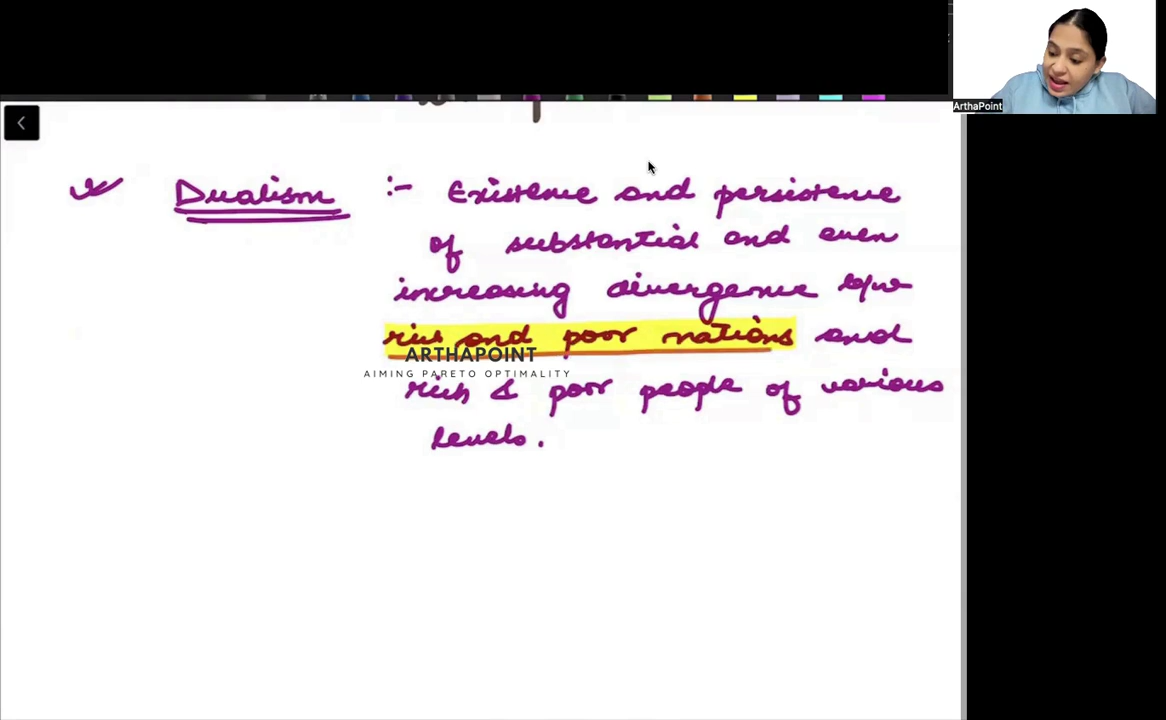 ArthaPoint
Dualism :- Existence and persistence
of substantial and even
increasing divergence b/w
rich and poor nations and
ARTHAPOINT
AIMING PARETO OPTIMALITY
rich & poor people of various
levels.